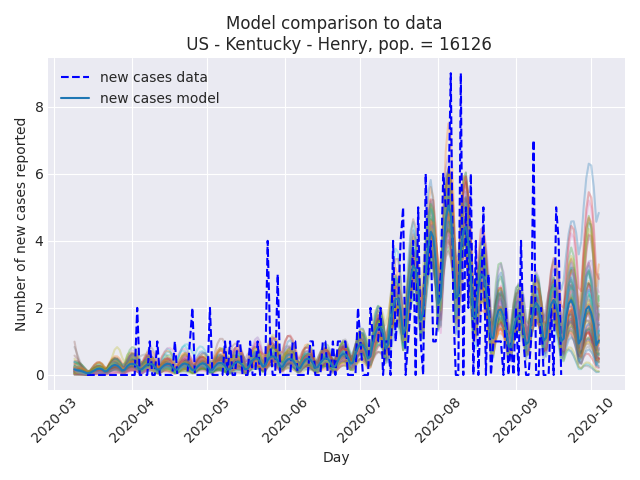 Model comparison to data
US - Kentucky - Henry, pop. = 16126
new cases data
new cases model
Number of new cases reported
8
6
4
2
0
2020-03
2020-04
2020-05
2020-06
2020-07
2020-08
2020-09
2020-10
Day